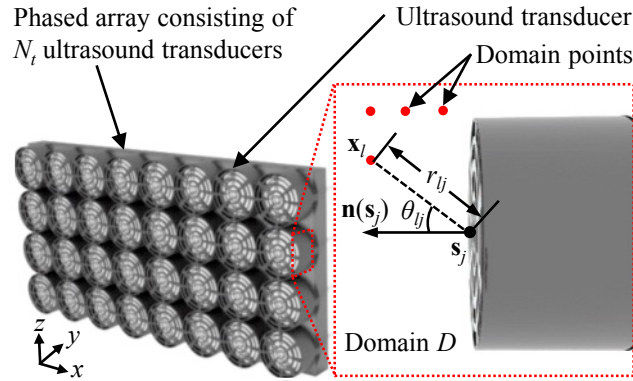 Phased array consisting of
N_t ultrasound transducers
Ultrasound transducer
Domain points
x_l
r_lj
n(s_j)
θ_lj
s_j
Domain D
z
y
x